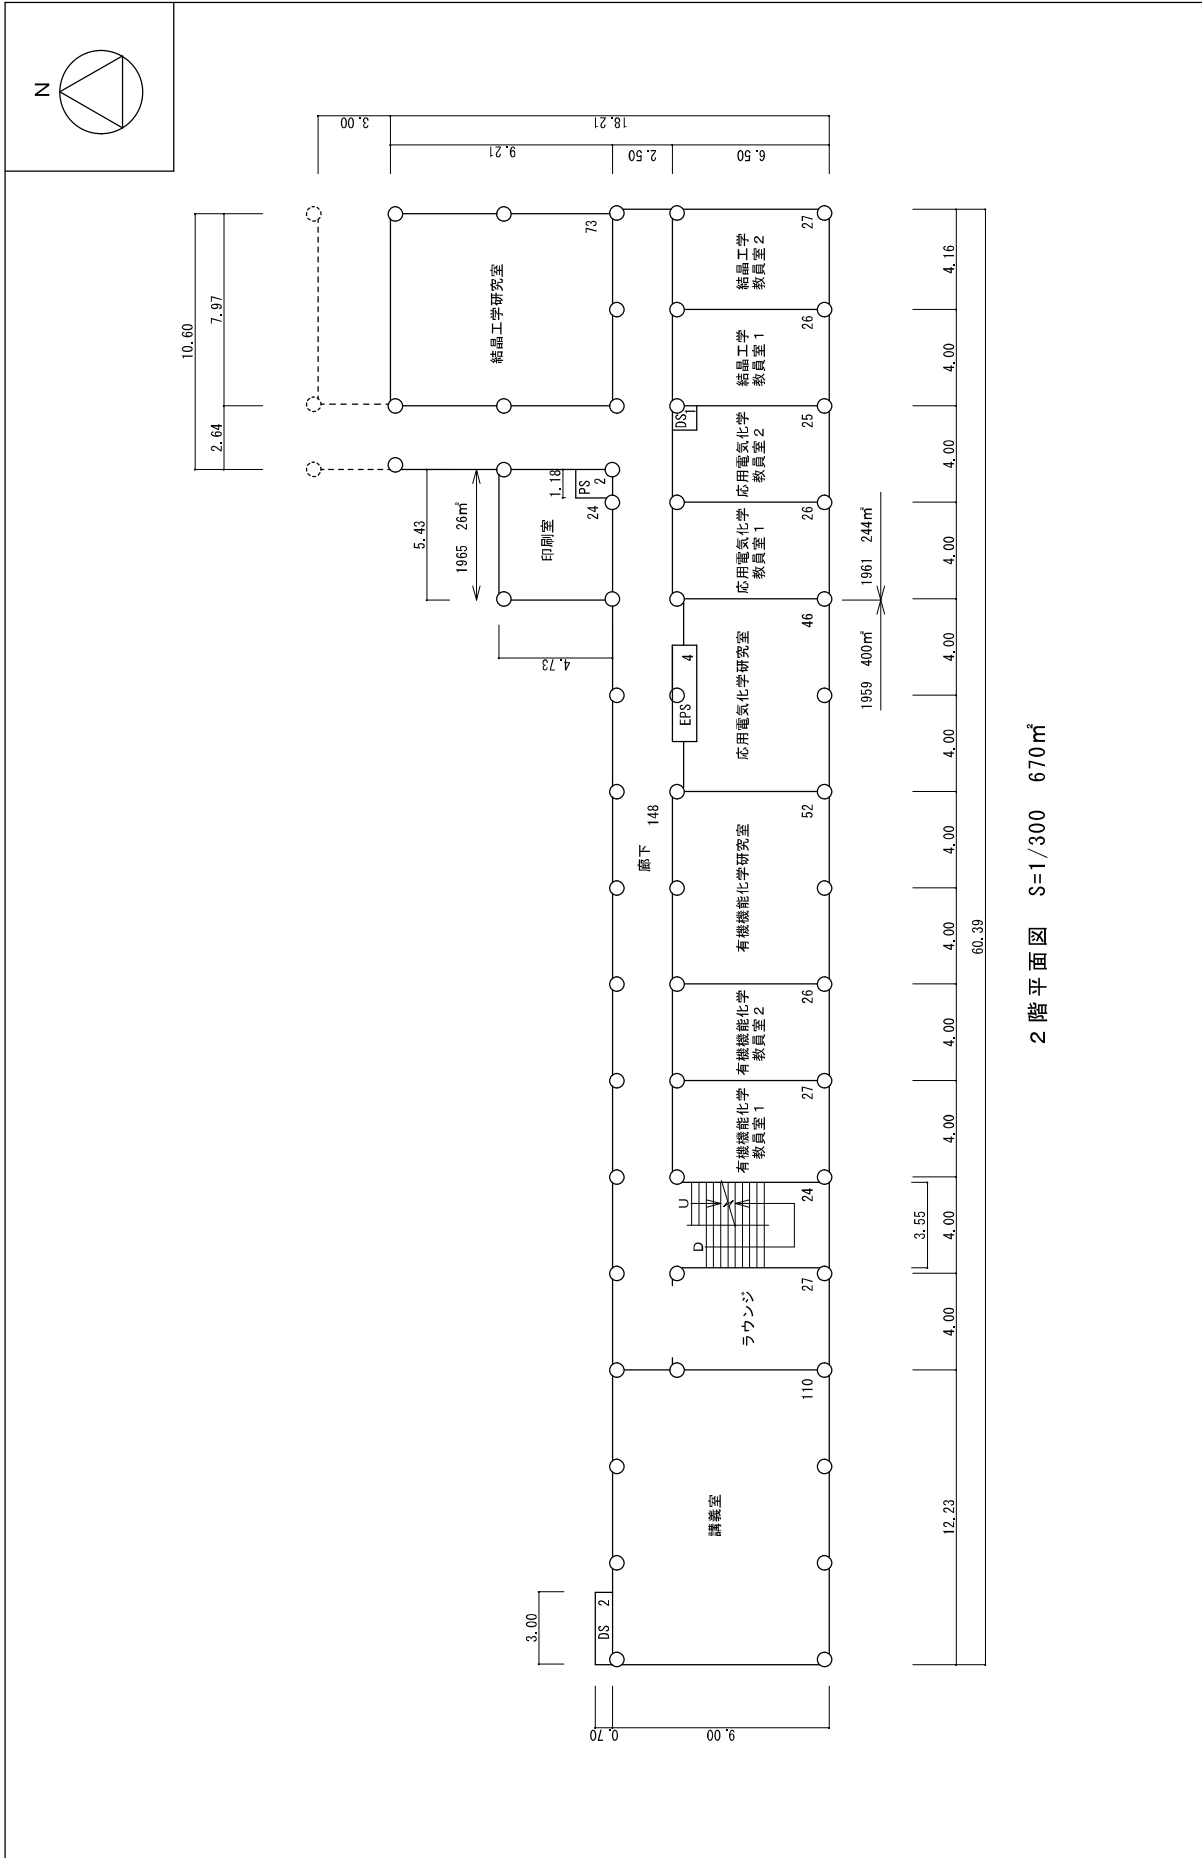 N
3.00
18.21
9.21
2.50
6.50
10.60
7.97
2.64
結晶工学研究室
73
結晶工学
教員室2
27
4.16
結晶工学
教員室1
26
4.00
DS
1
応用電気化学
教員室2
25
4.00
応用電気化学
教員室1
26
4.00
5.43
1965 26㎡
1.18
PS
2
24
印刷室
4.73
1961 244㎡
1959 400㎡
EPS 4
応用電気化学研究室
46
4.00
4.00
廊下
148
有機機能化学研究室
52
4.00
4.00
有機機能化学
教員室2
26
4.00
有機機能化学
教員室1
27
4.00
U
D
24
3.55
4.00
ラウンジ
27
4.00
講義室
110
12.23
60.39
3.00
DS 2
0.70
9.00
2階平面図 S=1/300 670㎡